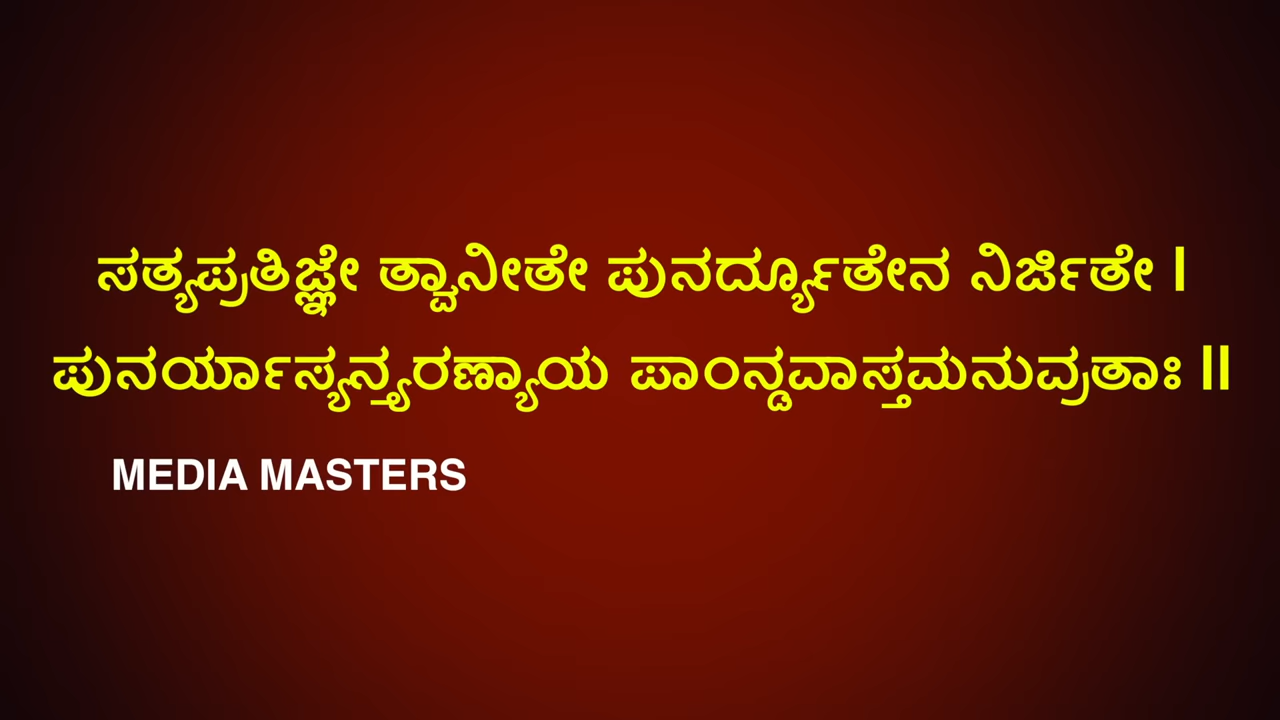 ಸತ್ಯಪ್ರತಿಜ್ಞೇ ತ್ವಾನೀತೇ ಪುನರ್ದ್ಯೂತೇನ ನಿರ್ಜಿತೇ ।
ಪುನರ್ಯಾಸ್ಯನ್ತ್ಯರಣ್ಯಾಯ ಪಾಂನ್ಡವಾಸ್ತಮನುವ್ರತಾಃ ॥
MEDIA MASTERS